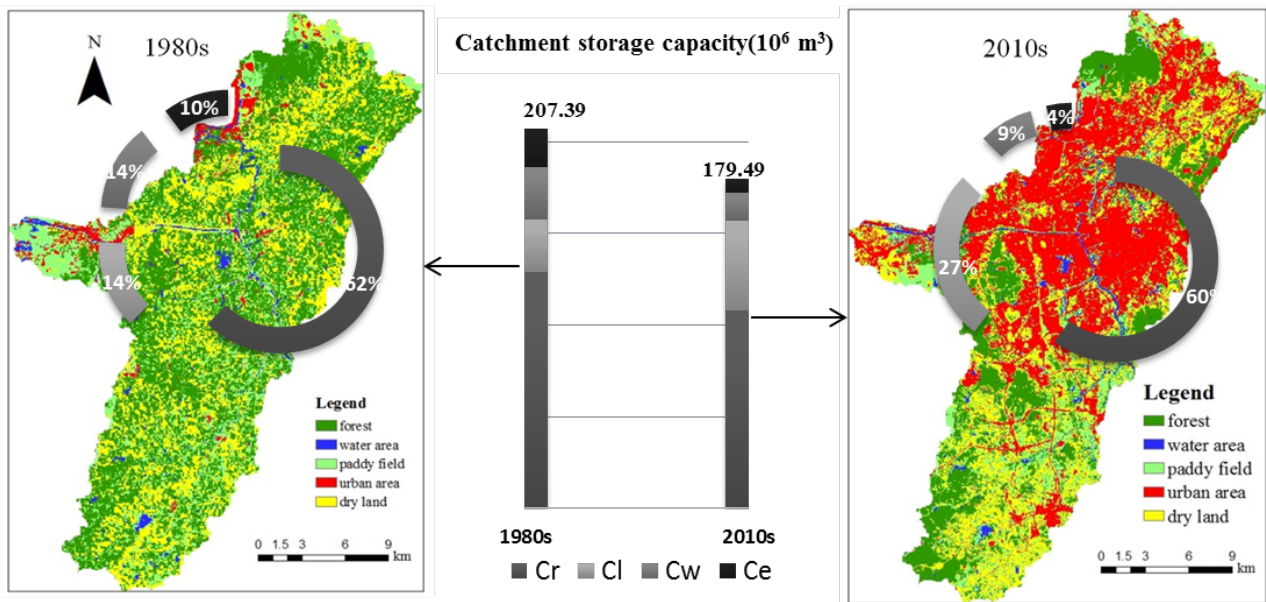 N
1980s
10%
14%
14%
62%
Legend
forest
water area
paddy field
urban area
dry land
0 1.5 3 6 9
km
Catchment storage capacity(10⁶ m³)
207.39
179.49
1980s
2010s
Cr Cl Cw Ce
2010s
4%
9%
27%
60%
Legend
forest
water area
paddy field
urban area
dry land
0 1.5 3 6 9
km